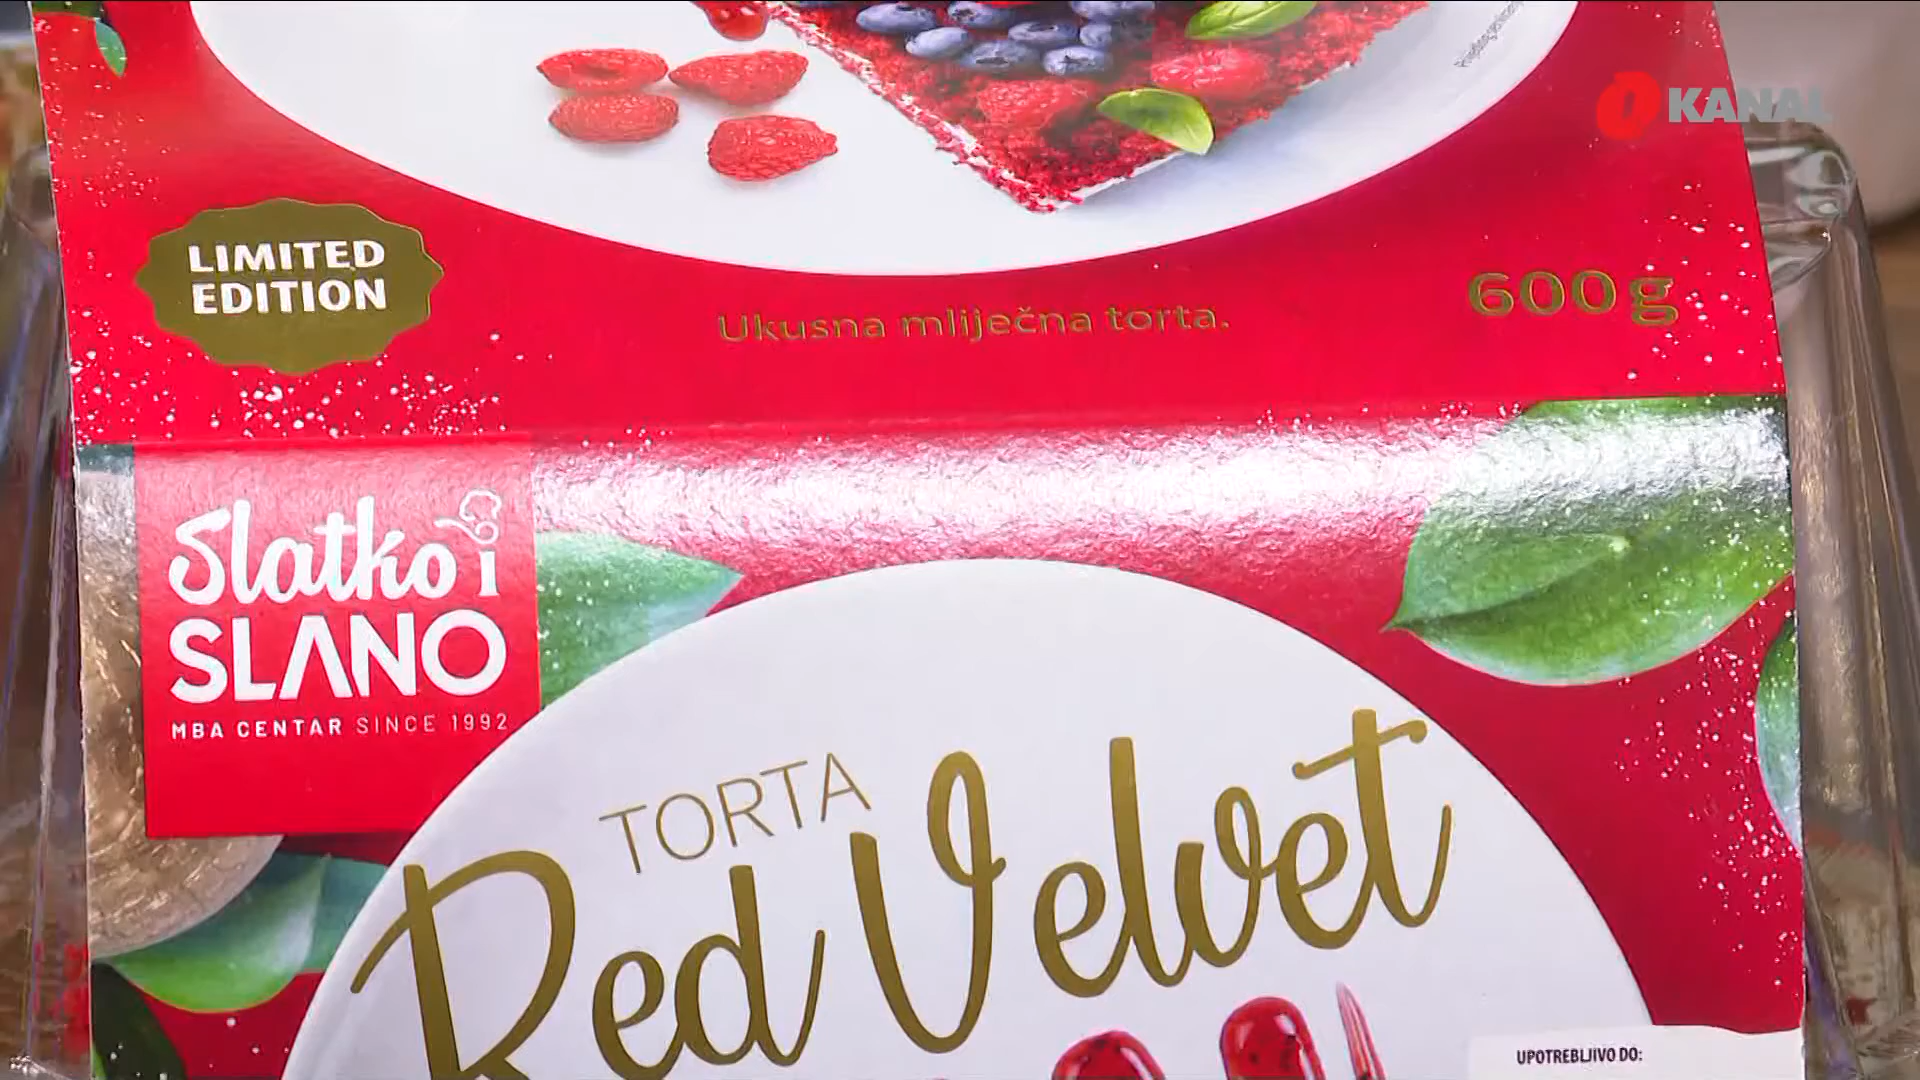 O KANAL
LIMITED
EDITION
Ukusna mliječna torta.
600 g
Slatko i
SLANO
MBA CENTAR SINCE 1992
TORTA
Red Velvet
UPOTREBLJIVO DO: